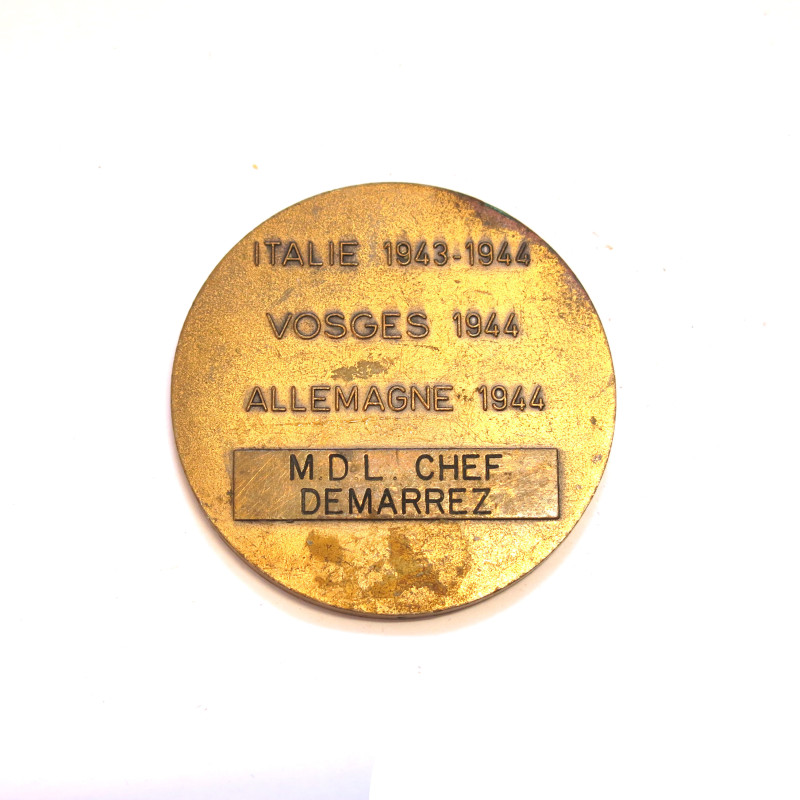 ITALIE 1943-1944
VOSGES 1944
ALLEMAGNE 1944
M.D.L. CHEF
DEMARREZ